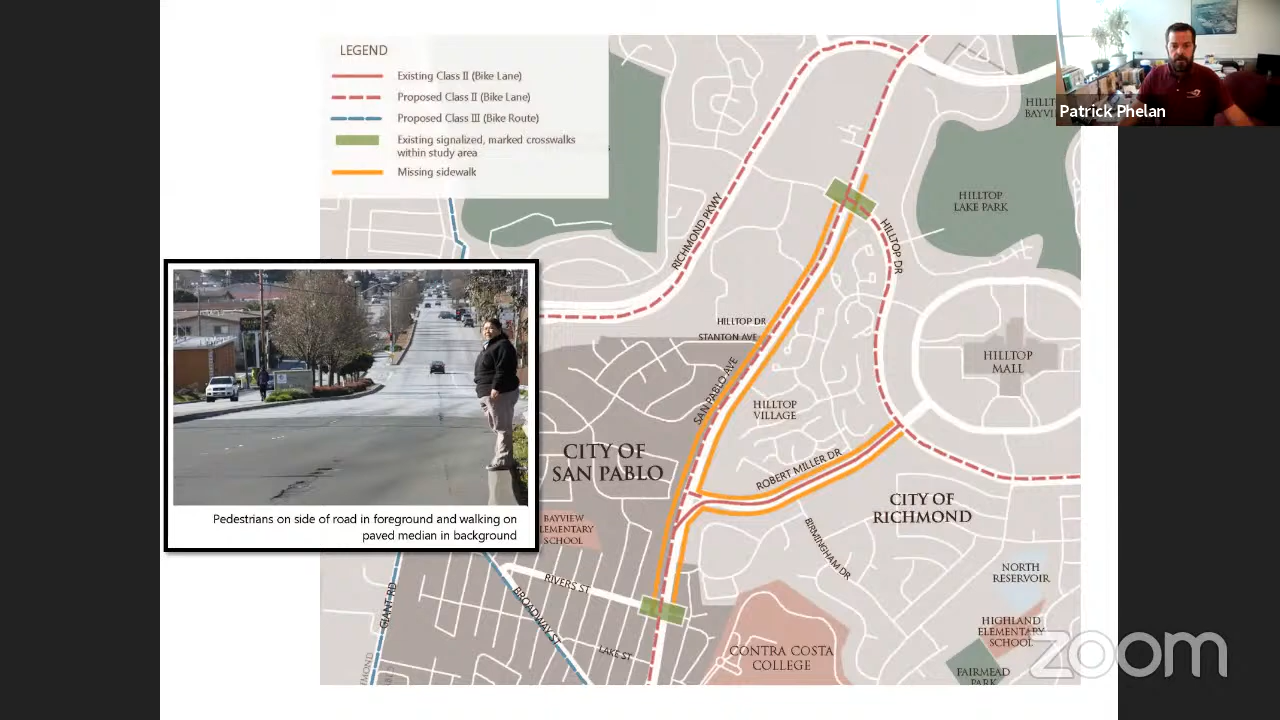 LEGEND
Existing Class II (Bike Lane)
Proposed Class II (Bike Lane)
Proposed Class III (Bike Route)
Existing signalized, marked crosswalks
within study area
Missing sidewalk
Patrick Phelan
HILLTOP
LAKE PARK
RICHMOND PKWY
HILLTOP DR
HILLTOP DR
STANTON AVE
SAN PABLO AVE
HILLTOP
MALL
HILLTOP
VILLAGE
CITY OF
SAN PABLO
ROBERT MILLER DR
CITY OF
RICHMOND
Pedestrians on side of road in foreground and walking on
paved median in background
BAYVIEW
ELEMENTARY
SCHOOL
BIRMINGHAM DR
NORTH
RESERVOIR
RIVERS ST
GIANT RD
BROADWAY ST
LAKE ST
HIGHLAND
ELEMENTARY
SCHOOL
CONTRA COSTA
COLLEGE
FAIRMEAD
PARK
zoom